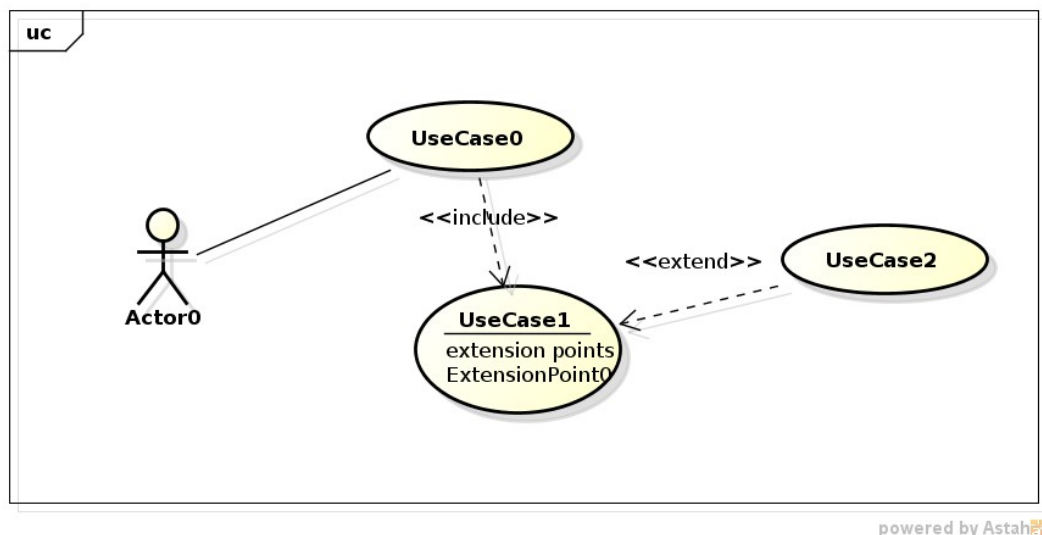 uc
UseCase0
<<include>>
<<extend>>
UseCase2
Actor0
UseCase1
extension points
ExtensionPoint0
powered by Astah